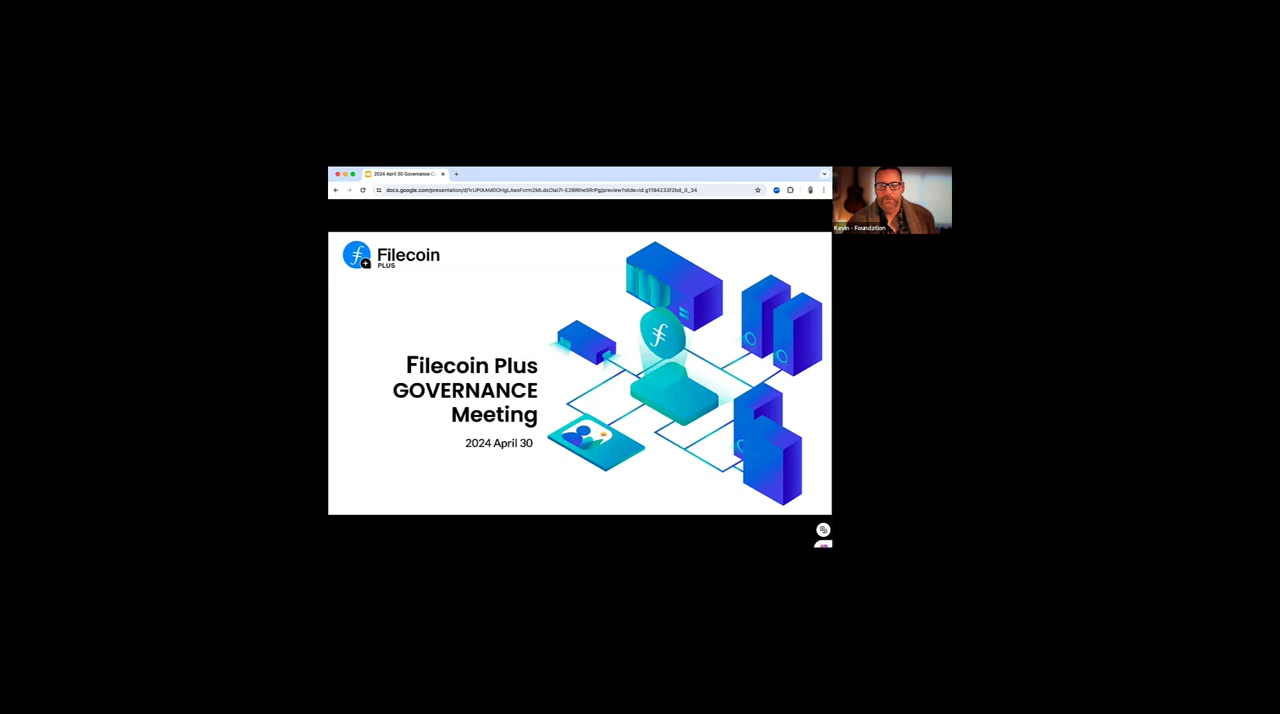 2024 April 30 Governance C
Kevin - Foundation
Filecoin
PLUS
Filecoin Plus
GOVERNANCE
Meeting
2024 April 30